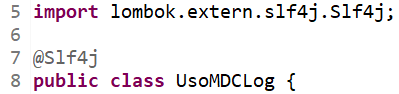 5 import lombok.extern.slf4j.Slf4j;
6
7 @Slf4j
8 public class UsoMDCLog {